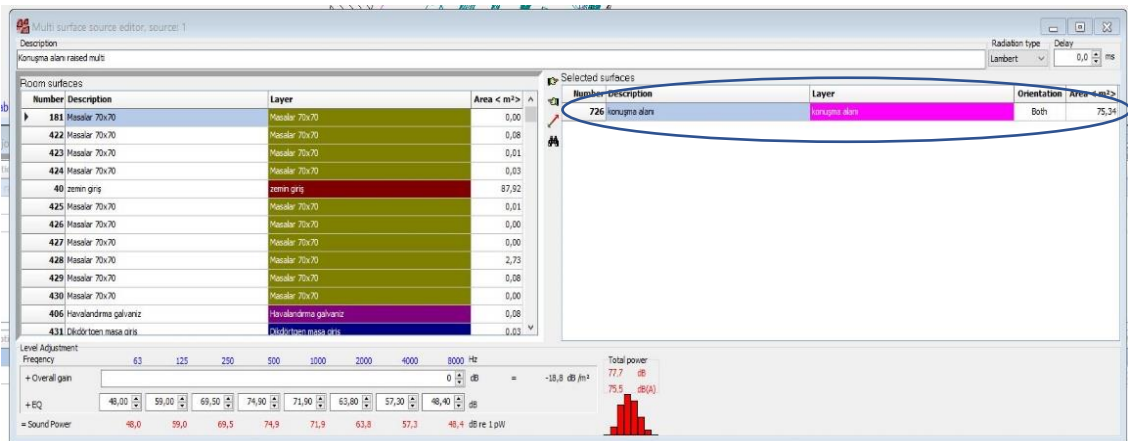 Multi surface source editor, source: 1
Description
Radiation type Delay
Konuşma alanı raised multi
Lambert 0,0 ms
Room surfaces
Number Description Layer Area < m²>
181 Masalar 70x70 Masalar 70x70 0,00
422 Masalar 70x70 Masalar 70x70 0,08
423 Masalar 70x70 Masalar 70x70 0,01
424 Masalar 70x70 Masalar 70x70 0,03
40 zemin giriş zemin giriş 87,92
425 Masalar 70x70 Masalar 70x70 0,01
426 Masalar 70x70 Masalar 70x70 0,00
427 Masalar 70x70 Masalar 70x70 0,00
428 Masalar 70x70 Masalar 70x70 2,73
429 Masalar 70x70 Masalar 70x70 0,08
430 Masalar 70x70 Masalar 70x70 0,00
406 Havalandırma galvaniz Havalandırma galvaniz 0,08
431 Dikdörtgen masa giriş Dikdörtgen masa giriş 0,03
Selected surfaces
Number Description Layer Orientation Area < m²>
726 konuşma alanı konuşma alanı Both 75,34
Level Adjustment
Freqency 63 125 250 500 1000 2000 4000 8000 Hz
+ Overall gain 0 dB = -18,8 dB /m²
+ EQ 48,00 59,00 69,50 74,90 71,90 63,80 57,30 48,40 dB
= Sound Power 48,0 59,0 69,5 74,9 71,9 63,8 57,3 48,4 dB re 1 pW
Total power
77,7 dB
75,5 dB(A)